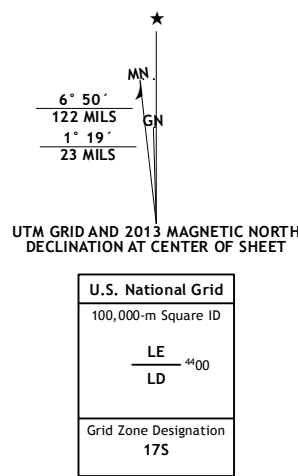 ★
MN
6° 50´
122 MILS
GN
1° 19´
23 MILS
UTM GRID AND 2013 MAGNETIC NORTH
DECLINATION AT CENTER OF SHEET
U.S. National Grid
100,000-m Square ID
LE
4400
LD
Grid Zone Designation
17S